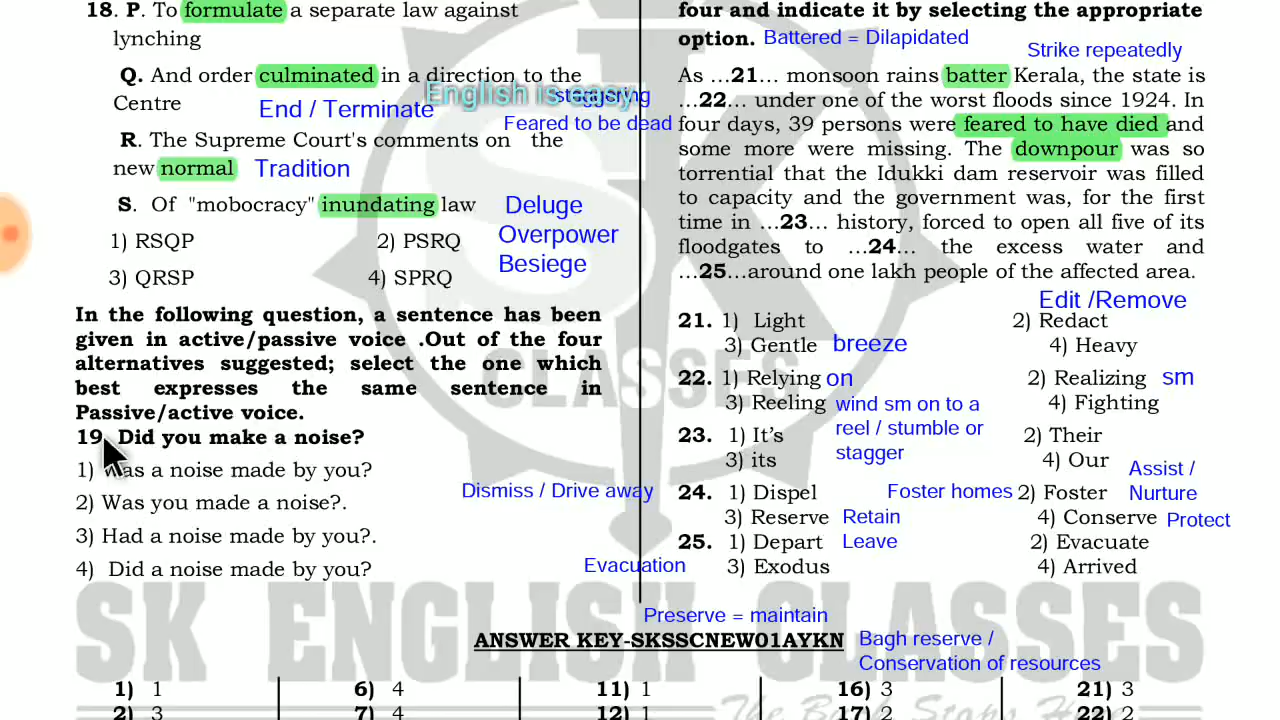 18. P. To formulate a separate law against
lynching
Q. And order culminated in a direction to the
Centre
End / Terminate
English is easy
R. The Supreme Court's comments on the
new normal
Tradition
S. Of "mobocracy" inundating law
Deluge
Overpower
Besiege
1) RSQP 2) PSRQ
3) QRSP 4) SPRQ
In the following question, a sentence has been
given in active/passive voice .Out of the four
alternatives suggested; select the one which
best expresses the same sentence in
Passive/active voice.
19. Did you make a noise?
1) Was a noise made by you?
2) Was you made a noise?.
3) Had a noise made by you?.
4) Did a noise made by you?
Dismiss / Drive away
Evacuation
four and indicate it by selecting the appropriate
option. Battered = Dilapidated
Strike repeatedly
staggering
Feared to be dead
As ...21... monsoon rains batter Kerala, the state is
...22... under one of the worst floods since 1924. In
four days, 39 persons were feared to have died and
some more were missing. The downpour was so
torrential that the Idukki dam reservoir was filled
to capacity and the government was, for the first
time in ...23... history, forced to open all five of its
floodgates to ...24... the excess water and
...25...around one lakh people of the affected area.
Edit /Remove
21. 1) Light 2) Redact
3) Gentle breeze 4) Heavy
22. 1) Relying on 2) Realizing sm
3) Reeling 4) Fighting
wind sm on to a
reel / stumble or
stagger
23. 1) It's 2) Their
3) its 4) Our
Assist /
Nurture
24. 1) Dispel Foster homes 2) Foster
3) Reserve Retain 4) Conserve Protect
25. 1) Depart Leave 2) Evacuate
3) Exodus 4) Arrived
Preserve = maintain
ANSWER KEY-SKSSCNEW01AYKN
Bagh reserve /
Conservation of resources
1) 1 6) 4 11) 1 16) 3 21) 3
2) 3 7) 4 12) 1 17) 2 22) 2
SK
CLASSES
SK ENGLISH CLASSES